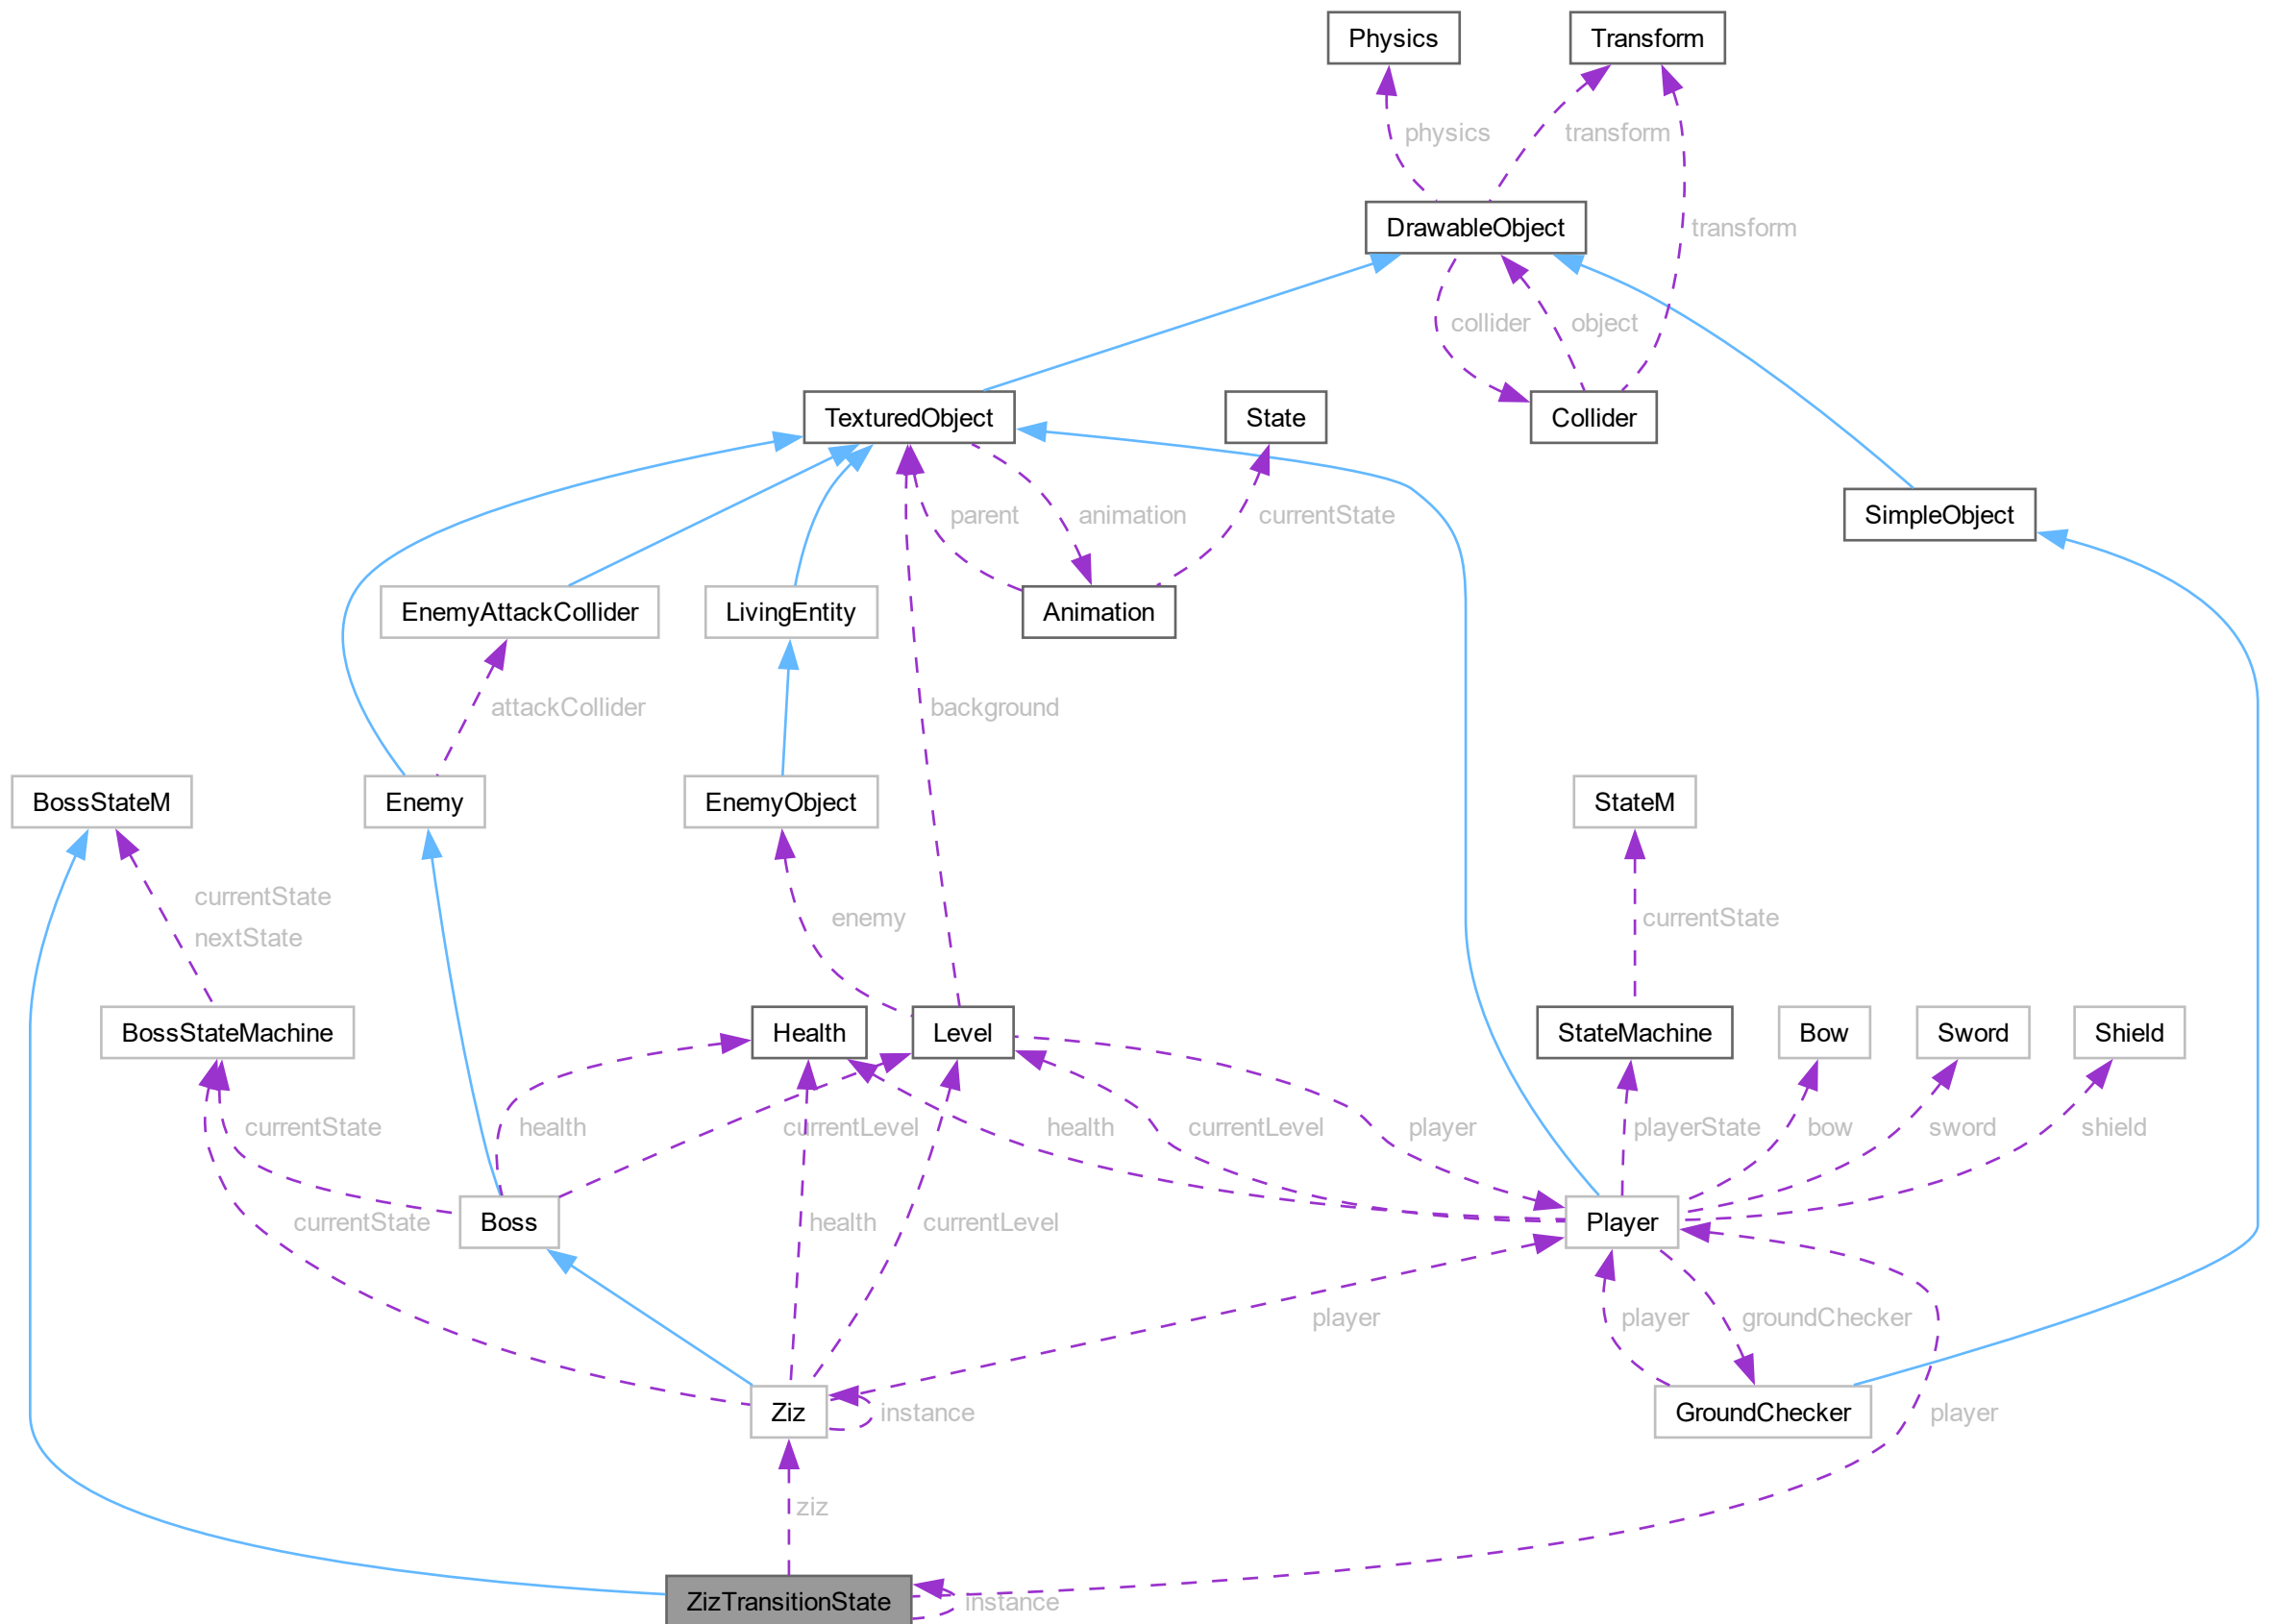 Physics
Transform
physics
transform
DrawableObject
transform
collider
object
TexturedObject
State
Collider
parent
animation
currentState
SimpleObject
EnemyAttackCollider
LivingEntity
Animation
attackCollider
background
BossStateM
Enemy
EnemyObject
StateM
currentState
nextState
enemy
currentState
BossStateMachine
Health
Level
StateMachine
Bow
Sword
Shield
currentState
health
currentLevel
health
currentLevel
player
playerState
bow
sword
shield
currentState
Boss
health
currentLevel
Player
player
player
groundChecker
Ziz
instance
GroundChecker
player
ziz
ZizTransitionState
instance